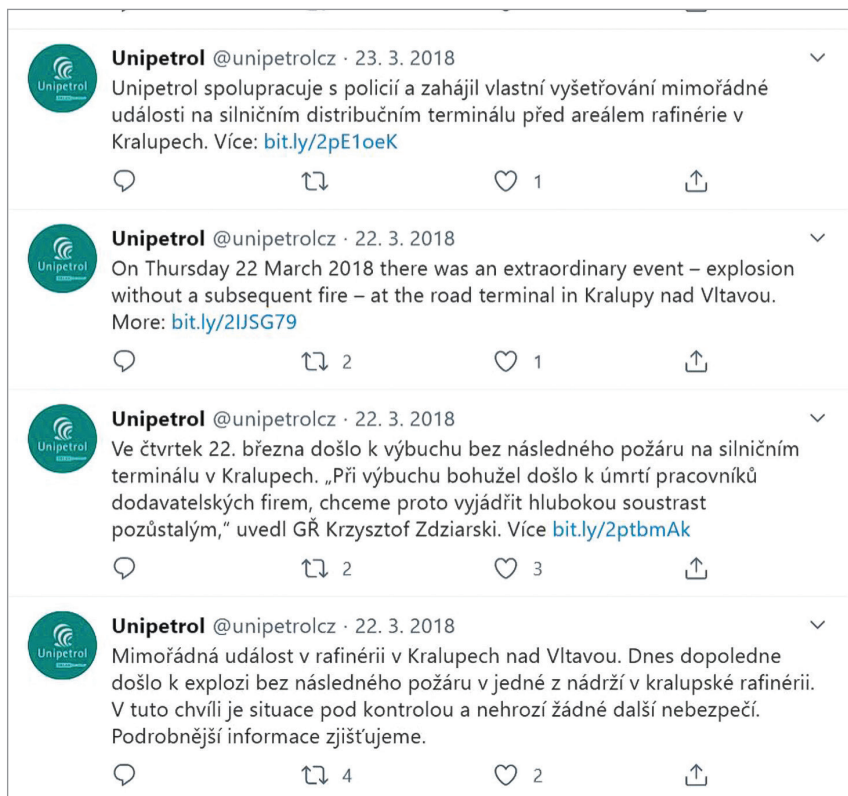 Unipetrol @unipetrolcz · 23. 3. 2018
Unipetrol
Unipetrol spolupracuje s policií a zahájil vlastní vyšetřování mimořádné
události na silničním distribučním terminálu před areálem rafinérie v
Kralupech. Více: bit.ly/2pE1oeK
1
Unipetrol @unipetrolcz · 22. 3. 2018
Unipetrol
On Thursday 22 March 2018 there was an extraordinary event – explosion
without a subsequent fire – at the road terminal in Kralupy nad Vltavou.
More: bit.ly/2IJSG79
2 1
Unipetrol @unipetrolcz · 22. 3. 2018
Unipetrol
Ve čtvrtek 22. března došlo k výbuchu bez následného požáru na silničním
terminálu v Kralupech. „Při výbuchu bohužel došlo k úmrtí pracovníků
dodavatelských firem, chceme proto vyjádřit hlubokou soustrast
pozůstalým,“ uvedl GŘ Krzysztof Zdziarski. Více bit.ly/2ptbmAk
2 3
Unipetrol @unipetrolcz · 22. 3. 2018
Unipetrol
Mimořádná událost v rafinérii v Kralupech nad Vltavou. Dnes dopoledne
došlo k explozi bez následného požáru v jedné z nádrží v kralupské rafinérii.
V tuto chvíli je situace pod kontrolou a nehrozí žádné další nebezpečí.
Podrobnější informace zjišťujeme.
4 2